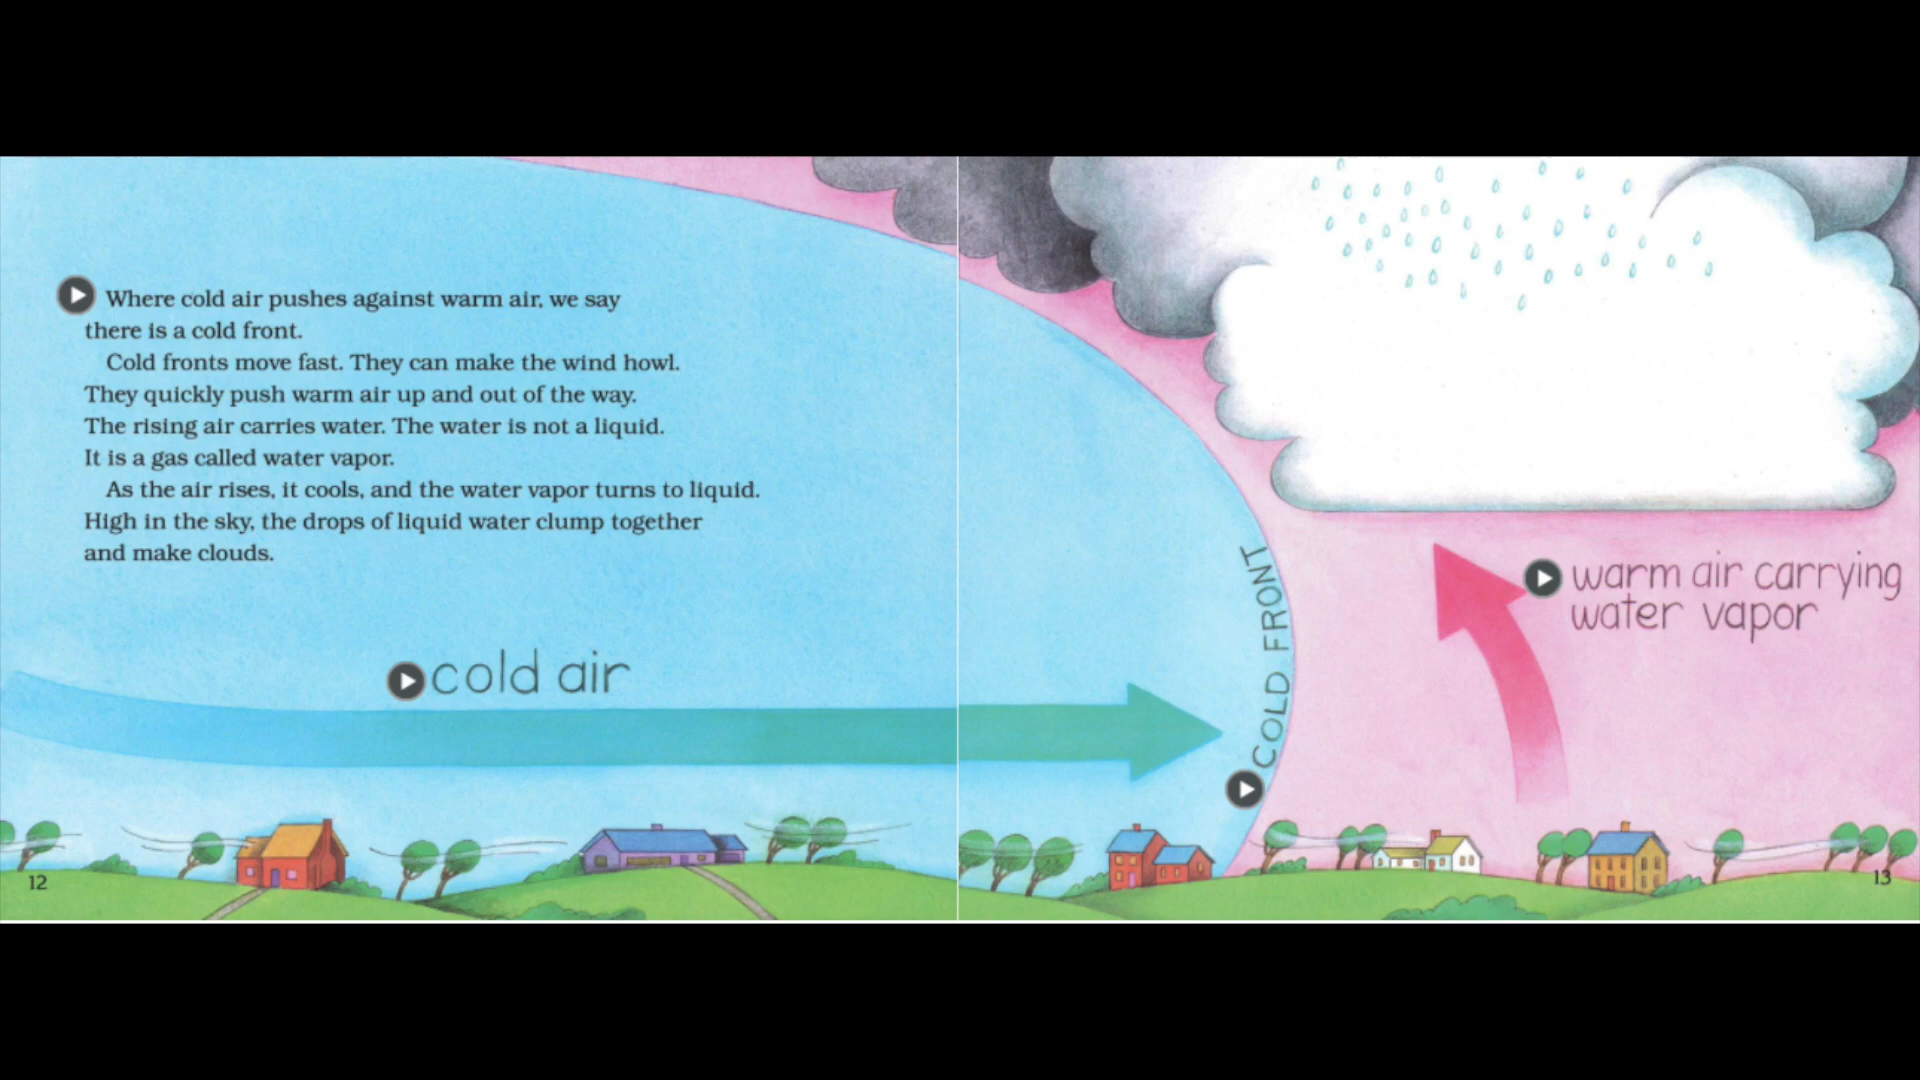 Where cold air pushes against warm air, we say
there is a cold front.
Cold fronts move fast. They can make the wind howl.
They quickly push warm air up and out of the way.
The rising air carries water. The water is not a liquid.
It is a gas called water vapor.
As the air rises, it cools, and the water vapor turns to liquid.
High in the sky, the drops of liquid water clump together
and make clouds.
cold air
12
COLD FRONT
warm air carrying
water vapor
13